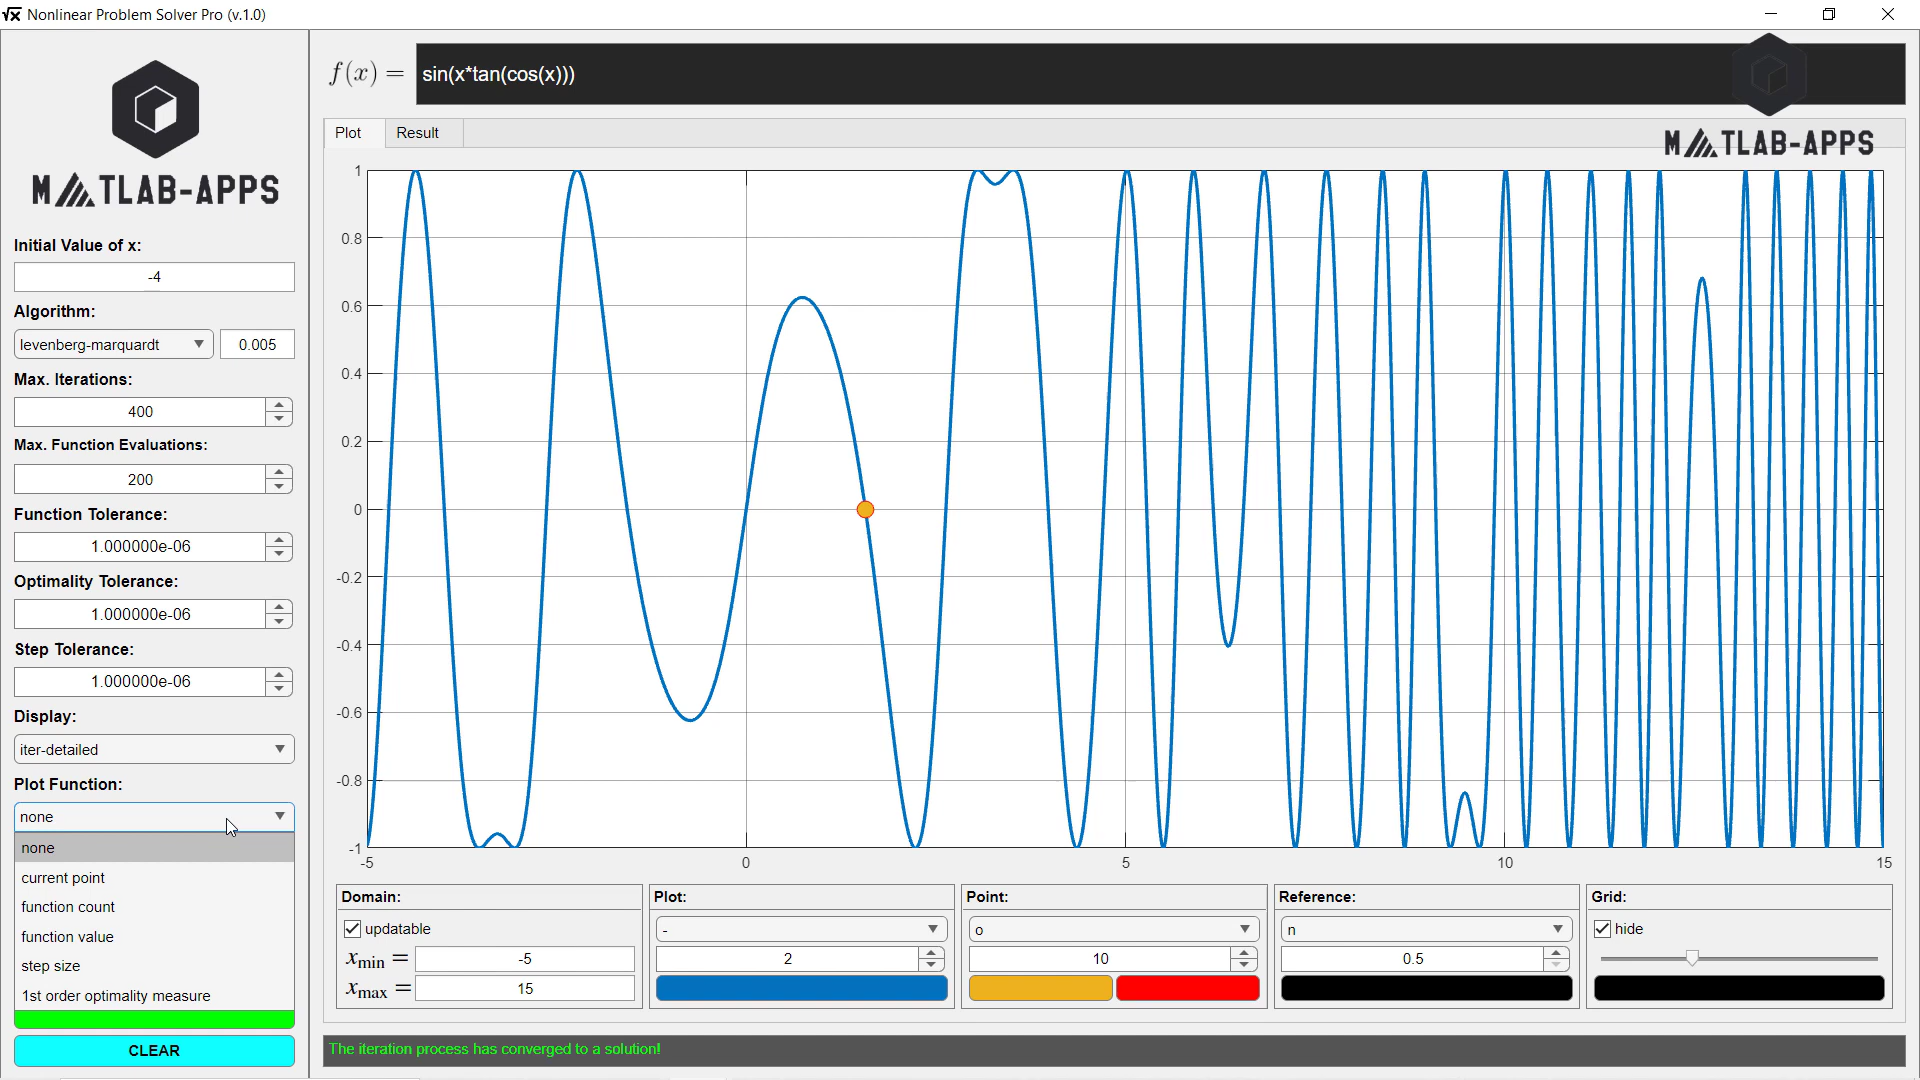 Nonlinear Problem Solver Pro (v.1.0)
MATLAB-APPS
Initial Value of x:
-4
Algorithm:
levenberg-marquardt 0.005
Max. Iterations:
400
Max. Function Evaluations:
200
Function Tolerance:
1.000000e-06
Optimality Tolerance:
1.000000e-06
Step Tolerance:
1.000000e-06
Display:
iter-detailed
Plot Function:
none
none
current point
function count
function value
step size
1st order optimality measure
CLEAR
f(x) = sin(x*tan(cos(x)))
Plot Result
MATLAB-APPS
1
0.8
0.6
0.4
0.2
0
-0.2
-0.4
-0.6
-0.8
-1
-5 0 5 10 15
Domain:
updatable
xmin = -5
xmax = 15
Plot:
-
2
Point:
o
10
Reference:
n
0.5
Grid:
hide
The iteration process has converged to a solution!